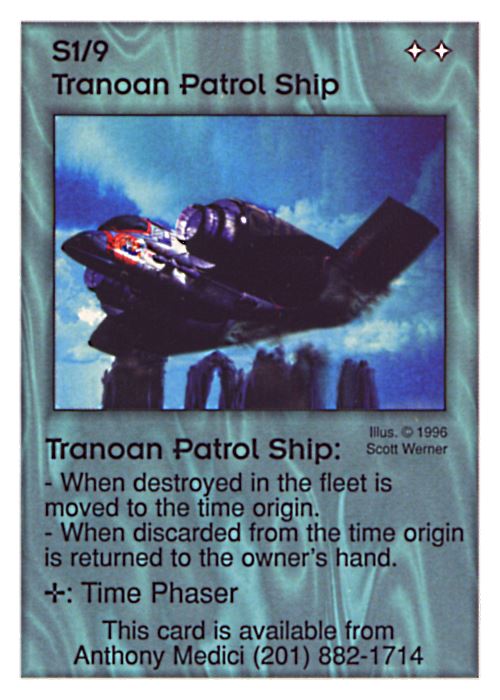 S1/9
Tranoan Patrol Ship
Illus. © 1996
Scott Werner
Tranoan Patrol Ship:
- When destroyed in the fleet is
moved to the time origin.
- When discarded from the time origin
is returned to the owner's hand.
✛: Time Phaser
This card is available from
Anthony Medici (201) 882-1714